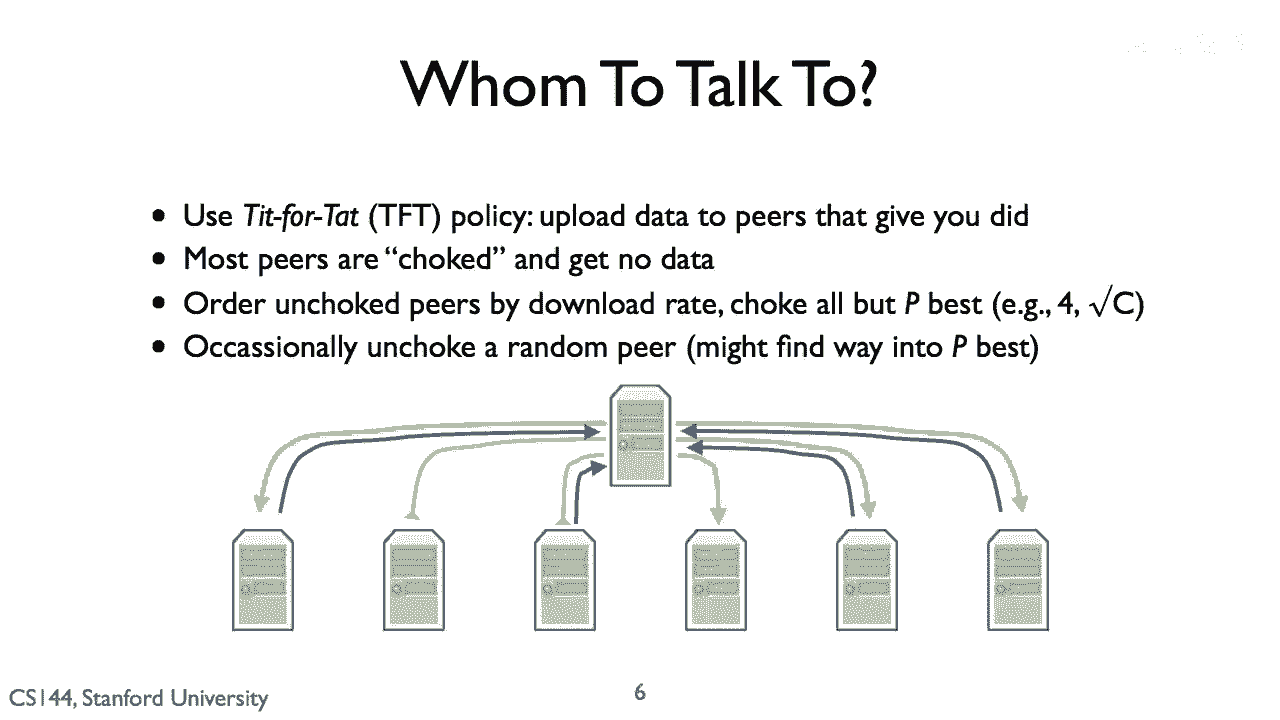 Whom To Talk To?
• Use Tit-for-Tat (TFT) policy: upload data to peers that give you did
• Most peers are “choked” and get no data
• Order unchoked peers by download rate, choke all but P best (e.g., 4, √C)
• Occassionally unchoke a random peer (might find way into P best)
CS144, Stanford University
6